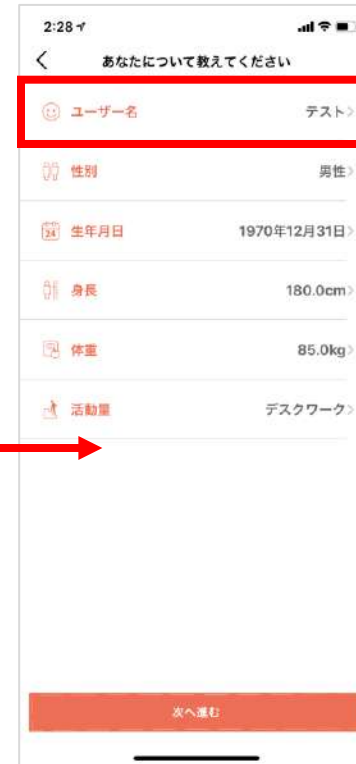 2:28
あなたについて教えてください
ユーザー名 テスト
性別 男性
24 生年月日 1970年12月31日
身長 180.0cm
体重 85.0kg
活動量 デスクワーク
次へ進む